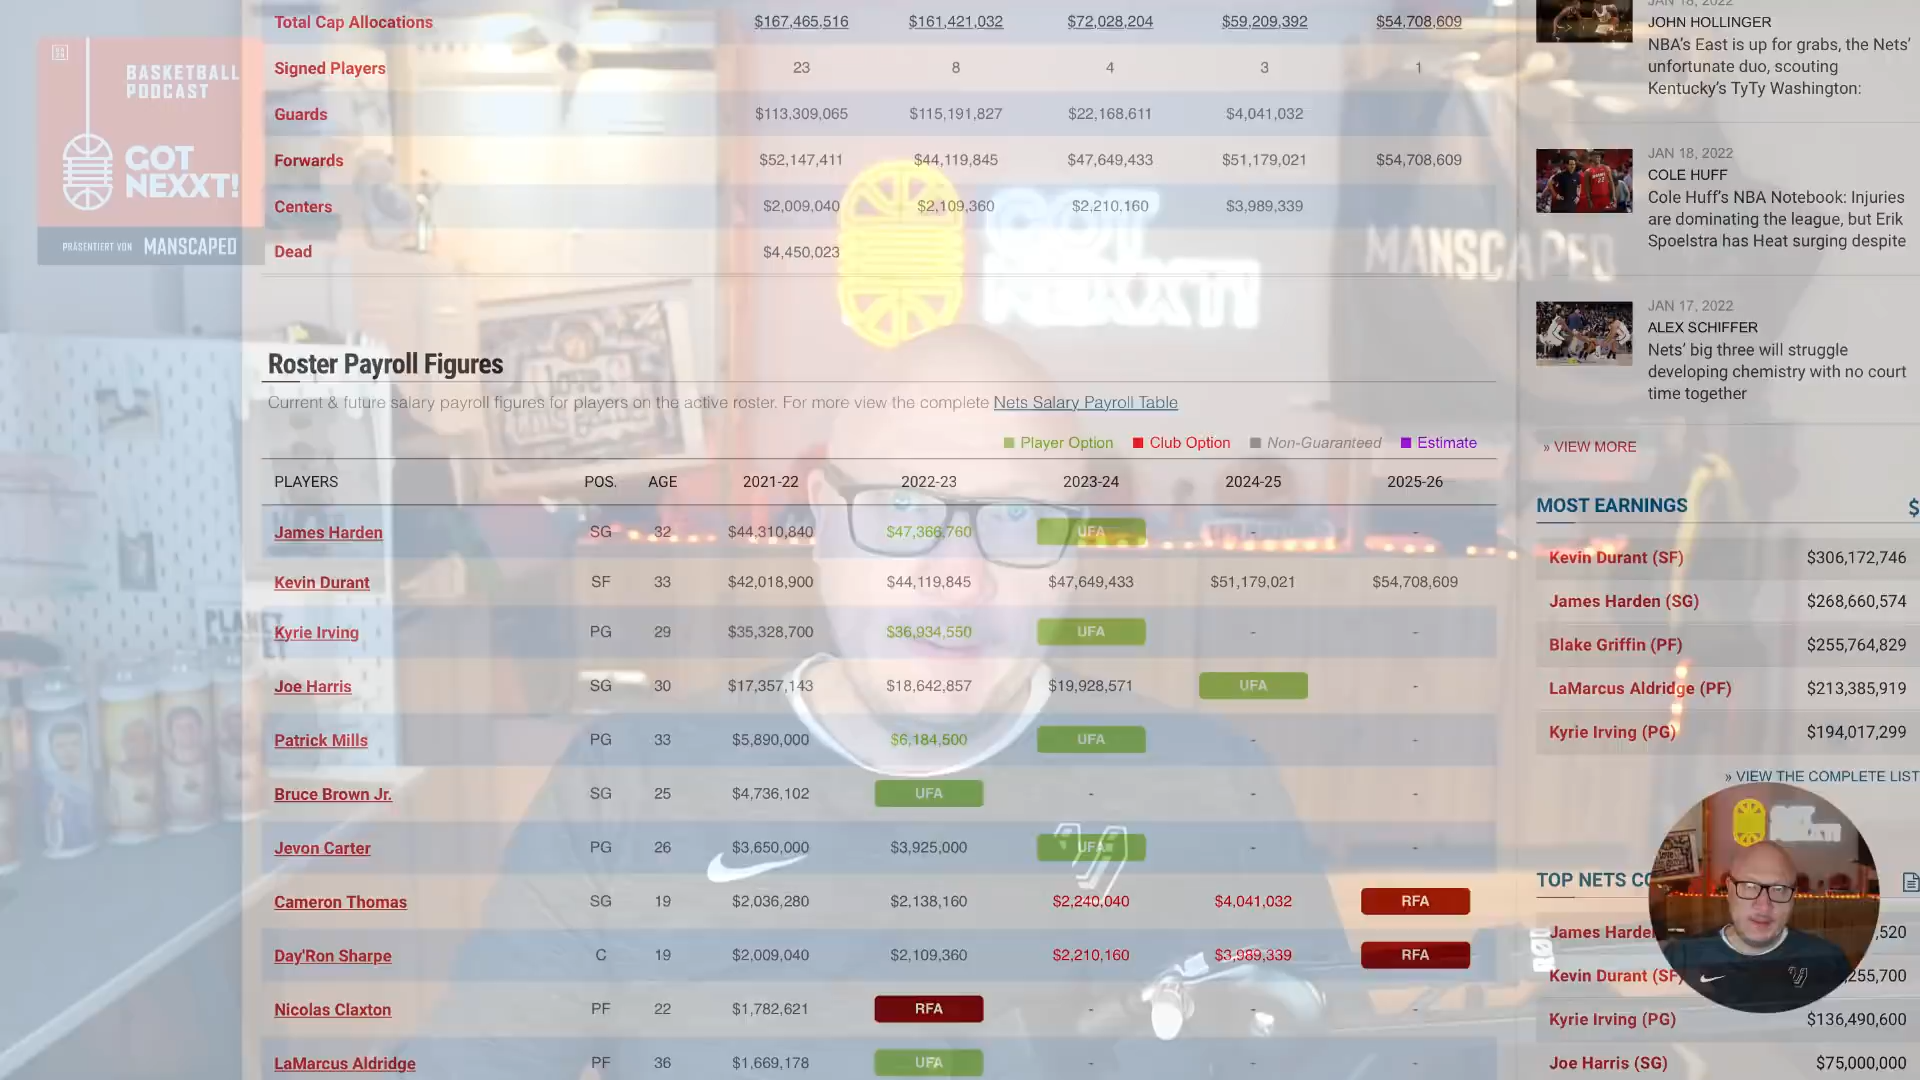 BASKETBALL
PODCAST
GOT
NEXXT!
PRÄSENTIERT VON MANSCAPED
Total Cap Allocations $167,465,516 $161,421,032 $72,028,204 $59,209,392 $54,708,609
Signed Players 23 8 4 3 1
Guards $113,309,065 $115,191,827 $22,168,611 $4,041,032
Forwards $52,147,411 $44,119,845 $47,649,433 $51,179,021 $54,708,609
Centers $2,009,040 $2,109,360 $2,210,160 $3,989,339
Dead $4,450,023
GOT
NEXXT!
MANSCAPED
Roster Payroll Figures
Current & future salary payroll figures for players on the active roster. For more view the complete Nets Salary Payroll Table
Player Option Club Option Non-Guaranteed Estimate
PLAYERS POS. AGE 2021-22 2022-23 2023-24 2024-25 2025-26
James Harden SG 32 $44,310,840 $47,366,760 UFA - -
Kevin Durant SF 33 $42,018,900 $44,119,845 $47,649,433 $51,179,021 $54,708,609
Kyrie Irving PG 29 $35,328,700 $36,934,550 UFA - -
Joe Harris SG 30 $17,357,143 $18,642,857 $19,928,571 UFA -
Patrick Mills PG 33 $5,890,000 $6,184,500 UFA - -
Bruce Brown Jr. SG 25 $4,736,102 UFA - - -
Jevon Carter PG 26 $3,650,000 $3,925,000 UFA - -
Cameron Thomas SG 19 $2,036,280 $2,138,160 $2,240,040 $4,041,032 RFA
Day'Ron Sharpe C 19 $2,009,040 $2,109,360 $2,210,160 $3,989,339 RFA
Nicolas Claxton PF 22 $1,782,621 RFA - - -
LaMarcus Aldridge PF 36 $1,669,178 UFA - - -
JAN 18, 2022
JOHN HOLLINGER
NBA's East is up for grabs, the Nets'
unfortunate duo, scouting
Kentucky's TyTy Washington:
JAN 18, 2022
COLE HUFF
Cole Huff's NBA Notebook: Injuries
are dominating the league, but Erik
Spoelstra has Heat surging despite
JAN 17, 2022
ALEX SCHIFFER
Nets' big three will struggle
developing chemistry with no court
time together
» VIEW MORE
MOST EARNINGS $
Kevin Durant (SF) $306,172,746
James Harden (SG) $268,660,574
Blake Griffin (PF) $255,764,829
LaMarcus Aldridge (PF) $213,385,919
Kyrie Irving (PG) $194,017,299
» VIEW THE COMPLETE LIST
TOP NETS CO
James Harde ,520
Kevin Durant (SF) 255,700
Kyrie Irving (PG) $136,490,600
Joe Harris (SG) $75,000,000